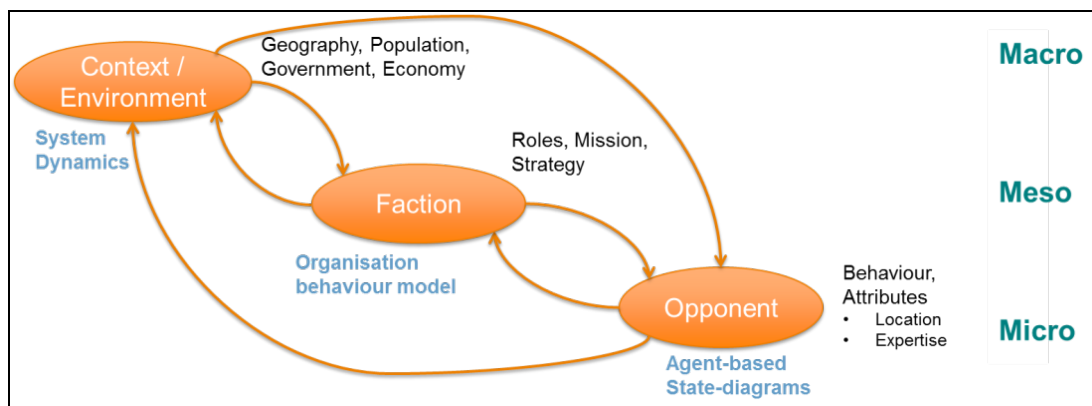 Geography, Population,
Government, Economy
Macro
Context /
Environment
System
Dynamics
Roles, Mission,
Strategy
Meso
Faction
Organisation
behaviour model
Behaviour,
Attributes
• Location
• Expertise
Opponent
Micro
Agent-based
State-diagrams